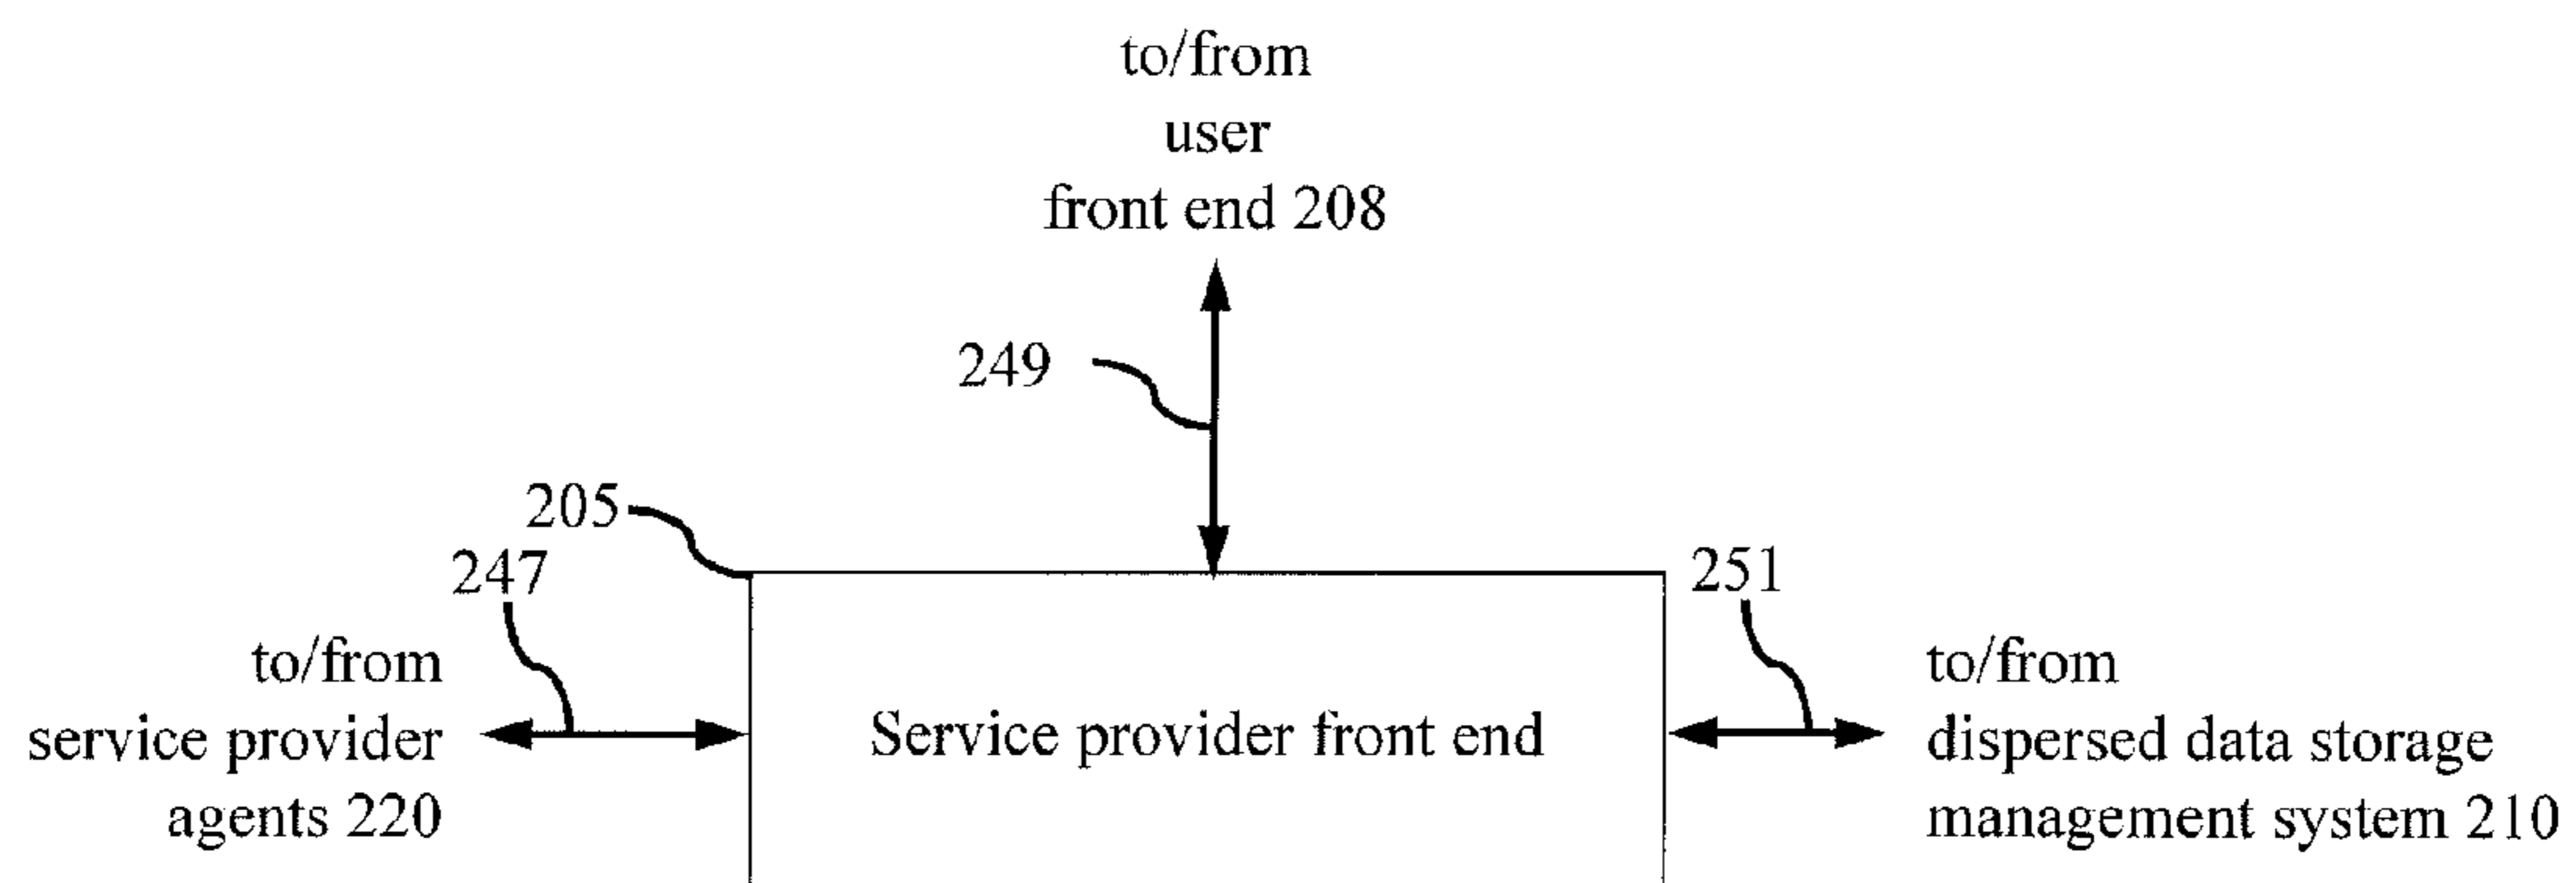 to/from
user
front end 208
249
205
247
251
to/from
service provider
agents 220
Service provider front end
to/from
dispersed data storage
management system 210